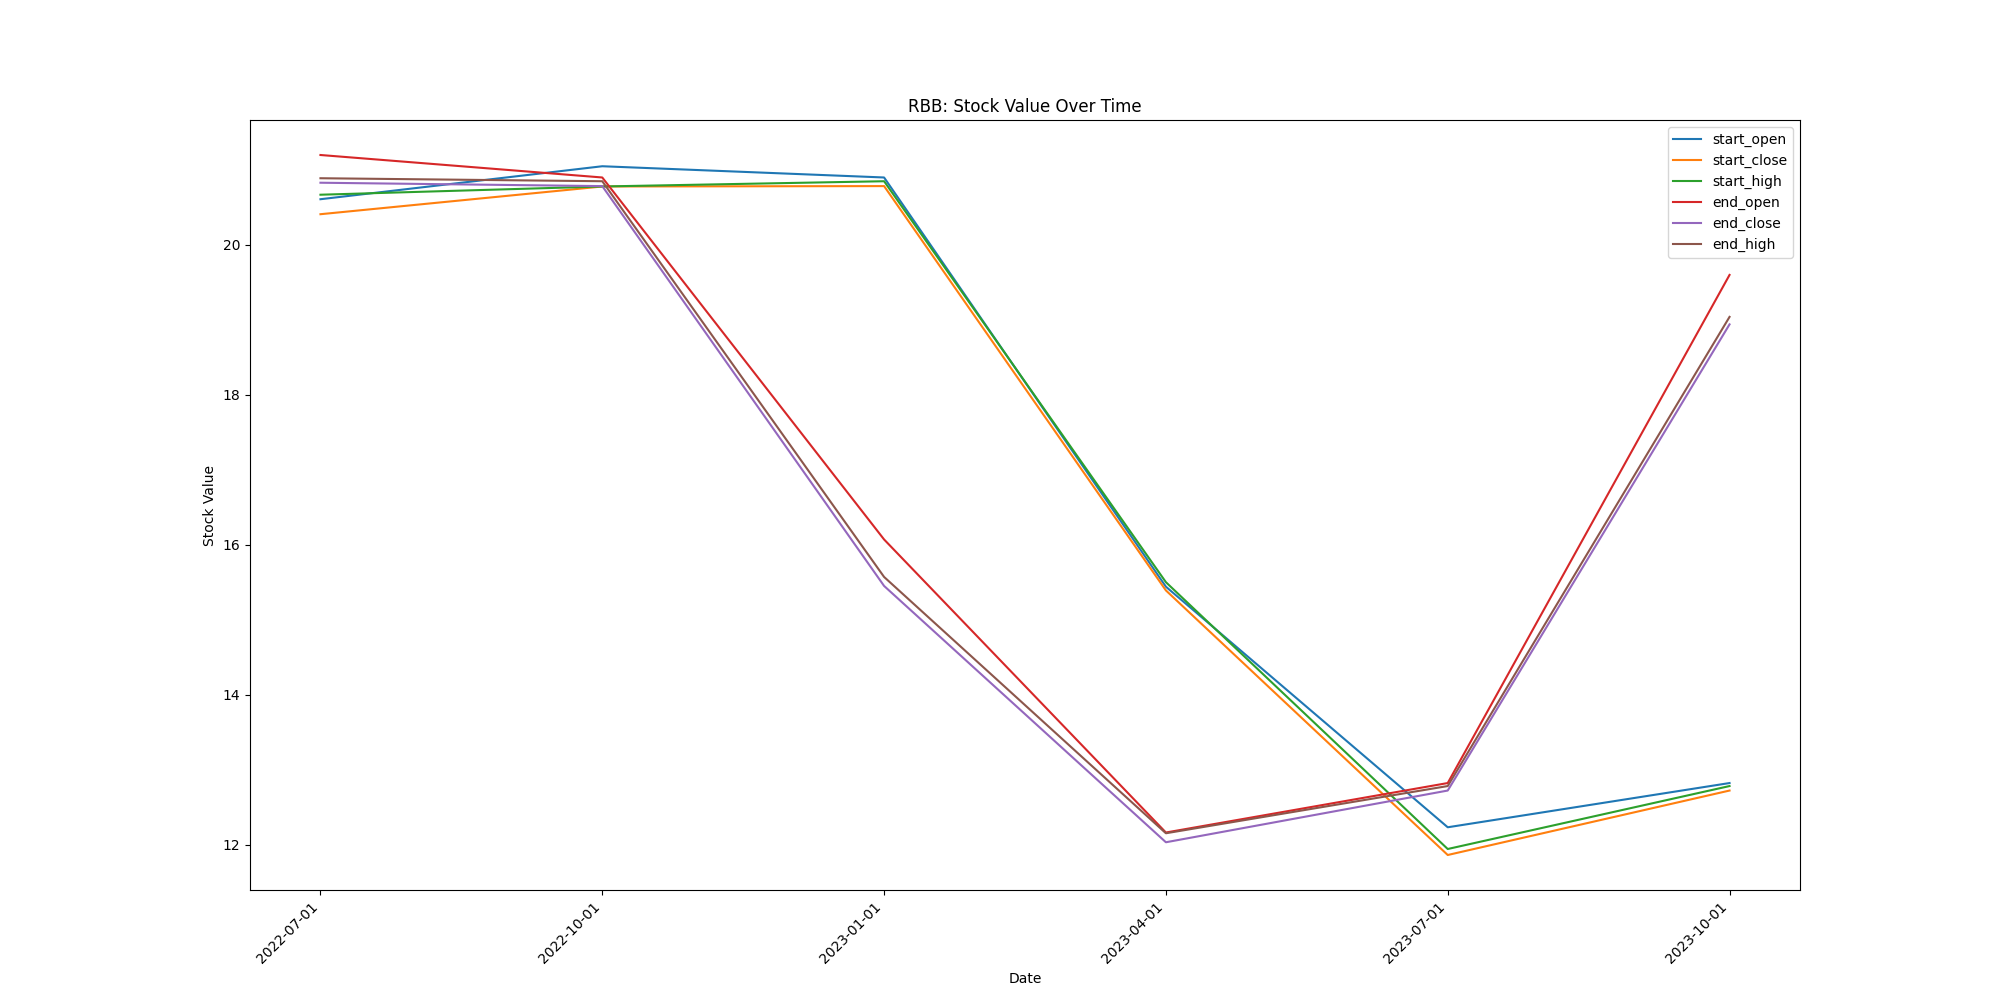 RBB: Stock Value Over Time
start_open
start_close
start_high
end_open
end_close
end_high
Stock Value
20
18
16
14
12
2022-07-01
2022-10-01
2023-01-01
2023-04-01
2023-07-01
2023-10-01
Date